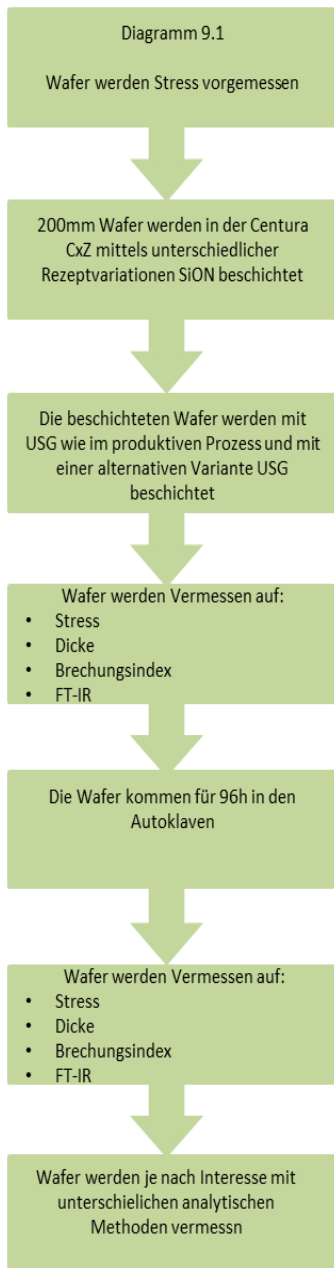 Diagramm 9.1
Wafer werden Stress vorgemessen
200mm Wafer werden in der Centura
CxZ mittels unterschiedlicher
Rezeptvariationen SiON beschichtet
Die beschichteten Wafer werden mit
USG wie im produktiven Prozess und mit
einer alternativen Variante USG
beschichtet
Wafer werden Vermessen auf:
• Stress
• Dicke
• Brechungsindex
• FT-IR
Die Wafer kommen für 96h in den
Autoklaven
Wafer werden Vermessen auf:
• Stress
• Dicke
• Brechungsindex
• FT-IR
Wafer werden je nach Interesse mit
unterschielichen analytischen
Methoden vermessn